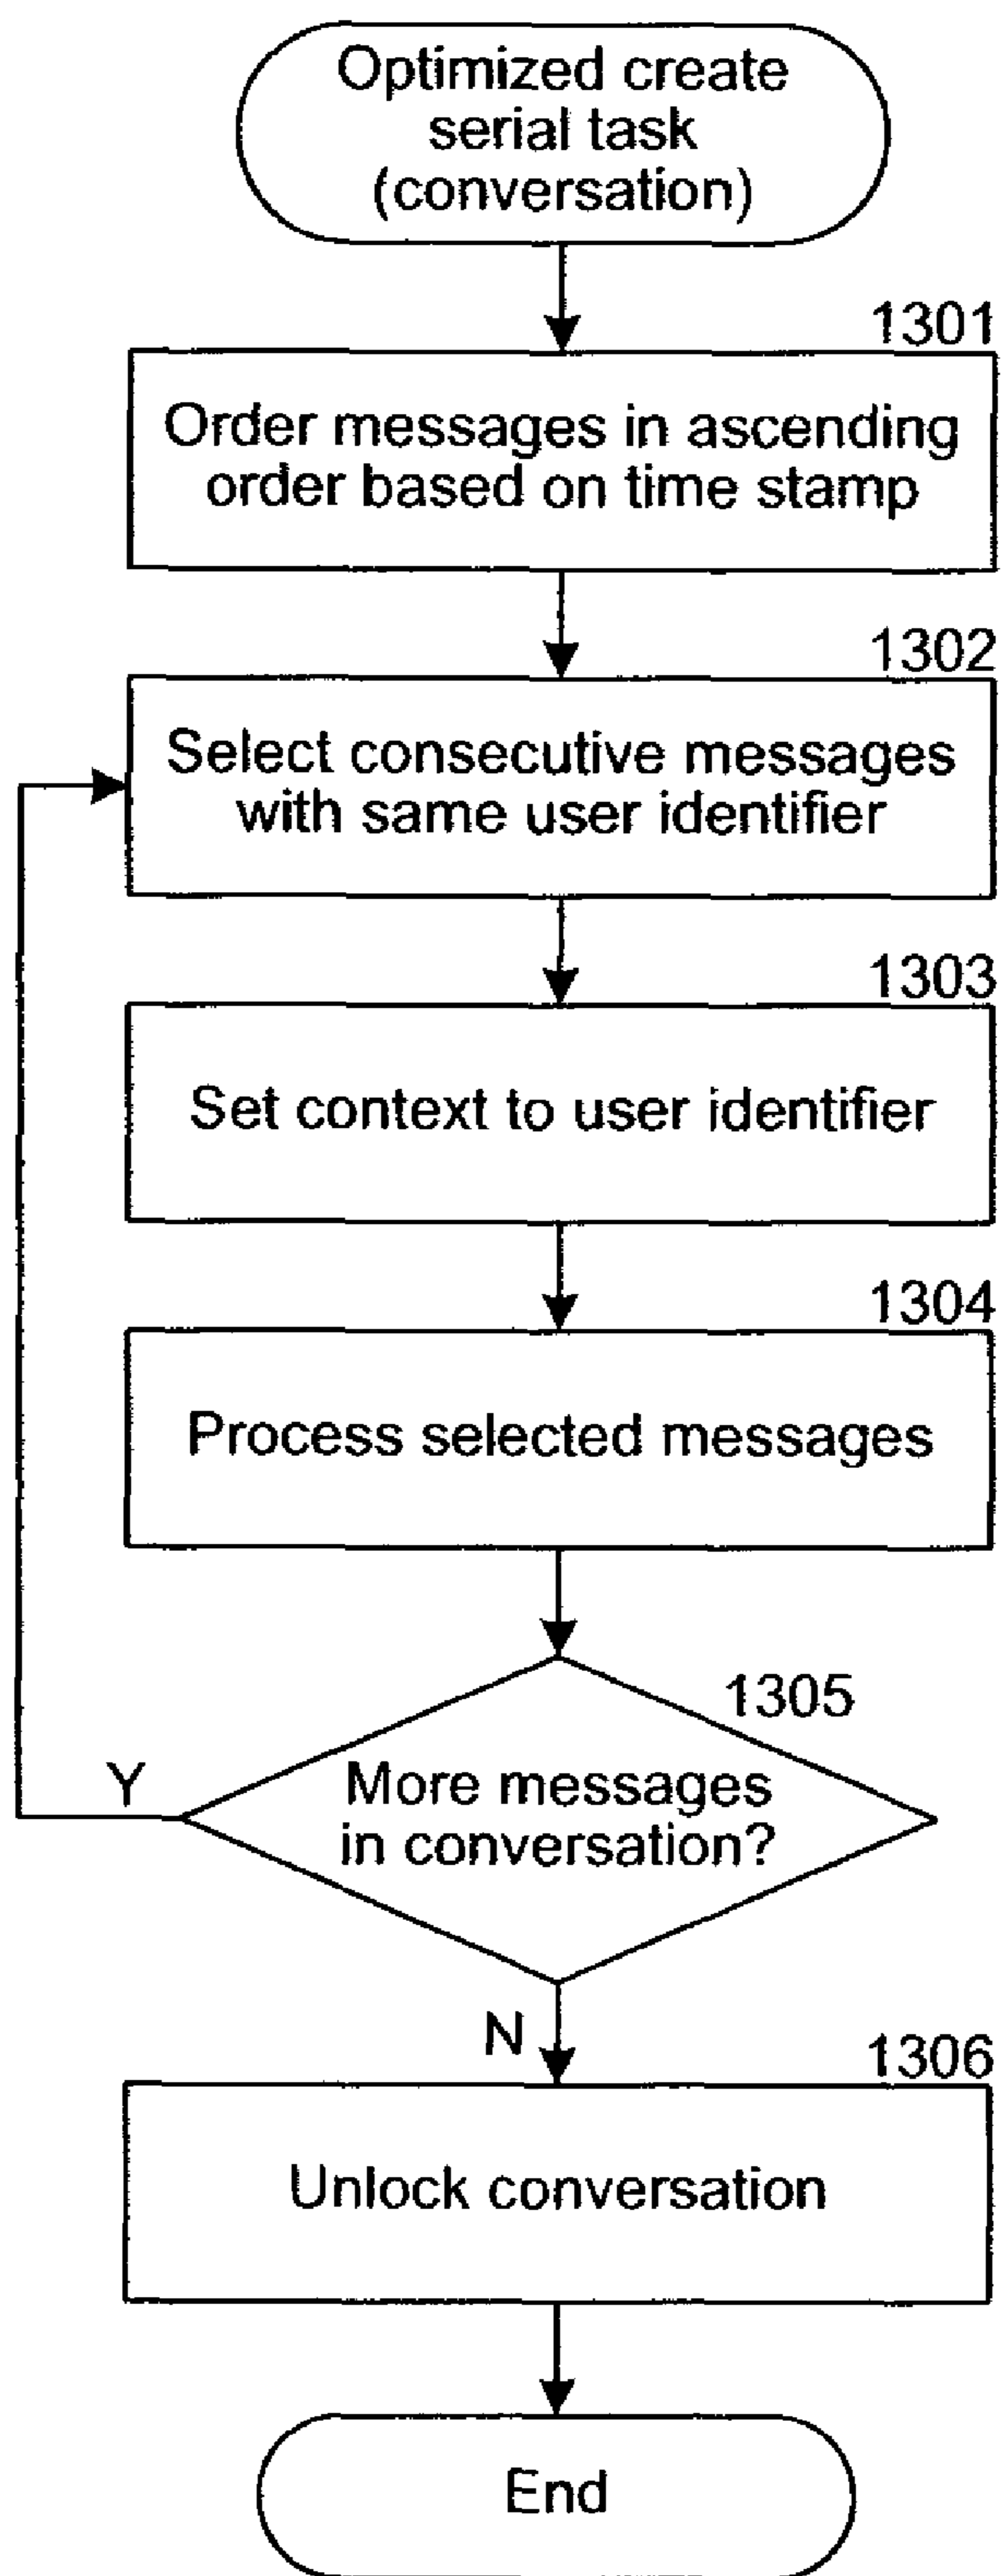 Optimized create
serial task
(conversation)
1301
Order messages in ascending
order based on time stamp
1302
Select consecutive messages
with same user identifier
1303
Set context to user identifier
1304
Process selected messages
1305
Y
More messages
in conversation?
N
1306
Unlock conversation
End